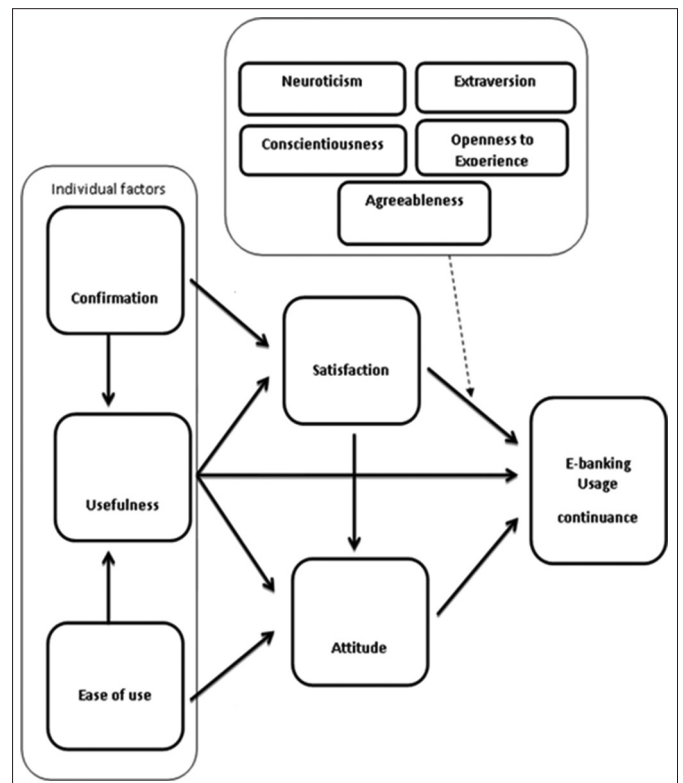 Neuroticism
Extraversion
Conscientiousness
Openness to
Experience
Agreeableness
Individual factors
Confirmation
Satisfaction
Usefulness
E-banking
Usage
continuance
Attitude
Ease of use